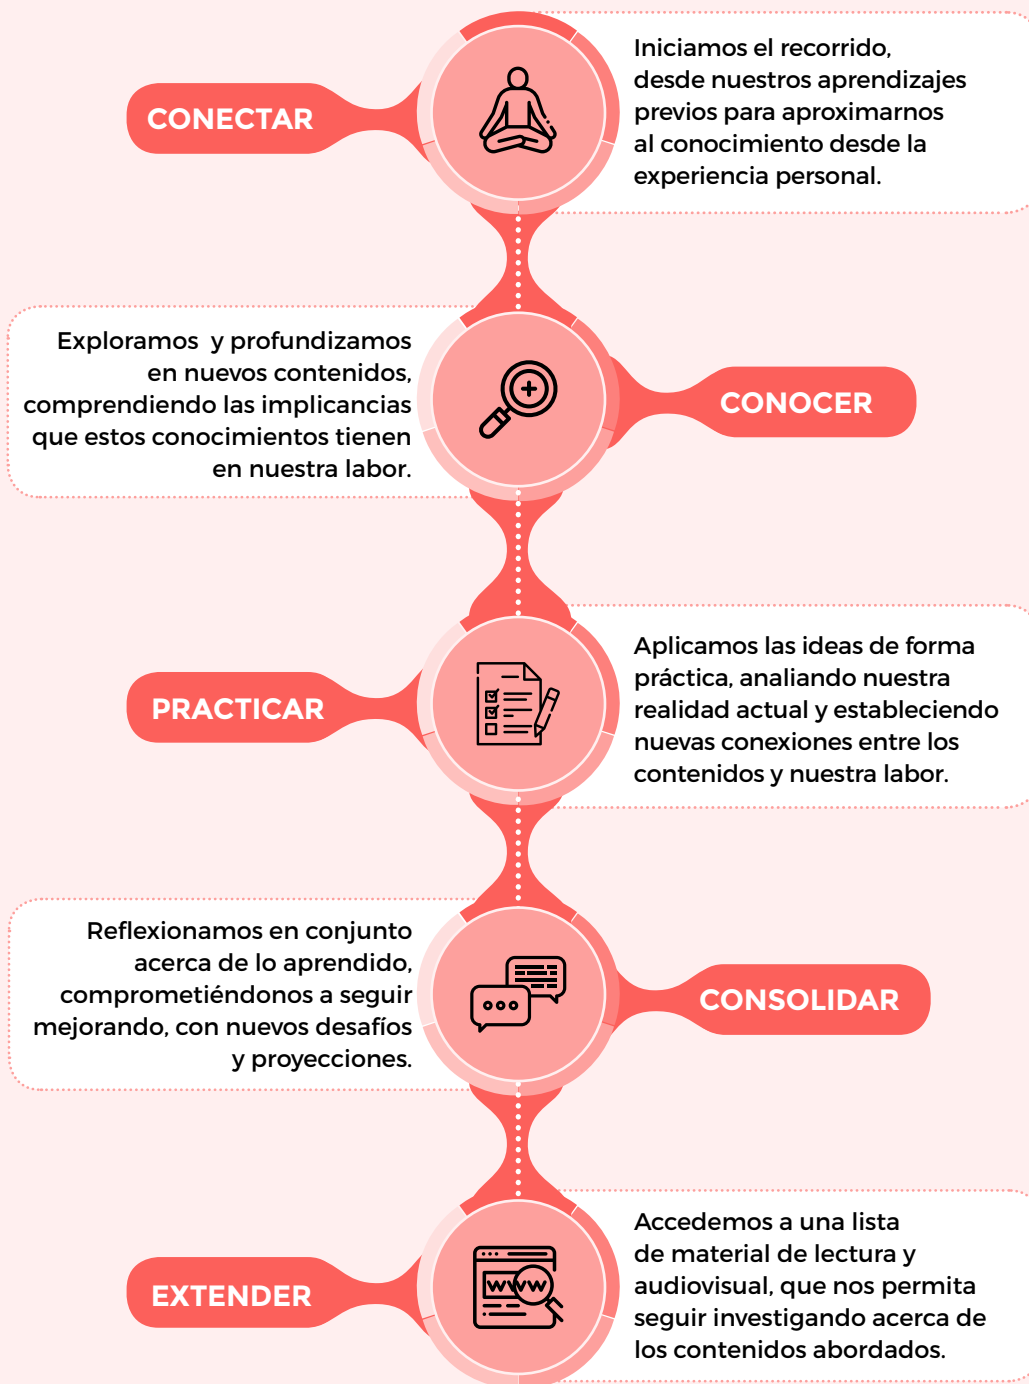 CONECTAR
Iniciamos el recorrido,
desde nuestros aprendizajes
previos para aproximarnos
al conocimiento desde la
experiencia personal.
CONOCER
Exploramos  y profundizamos
en nuevos contenidos,
comprendiendo las implicancias
que estos conocimientos tienen
en nuestra labor.
PRACTICAR
Aplicamos las ideas de forma
práctica, analiando nuestra
realidad actual y estableciendo
nuevas conexiones entre los
contenidos y nuestra labor.
CONSOLIDAR
Reflexionamos en conjunto
acerca de lo aprendido,
comprometiéndonos a seguir
mejorando, con nuevos desafíos
y proyecciones.
EXTENDER
www
Accedemos a una lista
de material de lectura y
audiovisual, que nos permita
seguir investigando acerca de
los contenidos abordados.